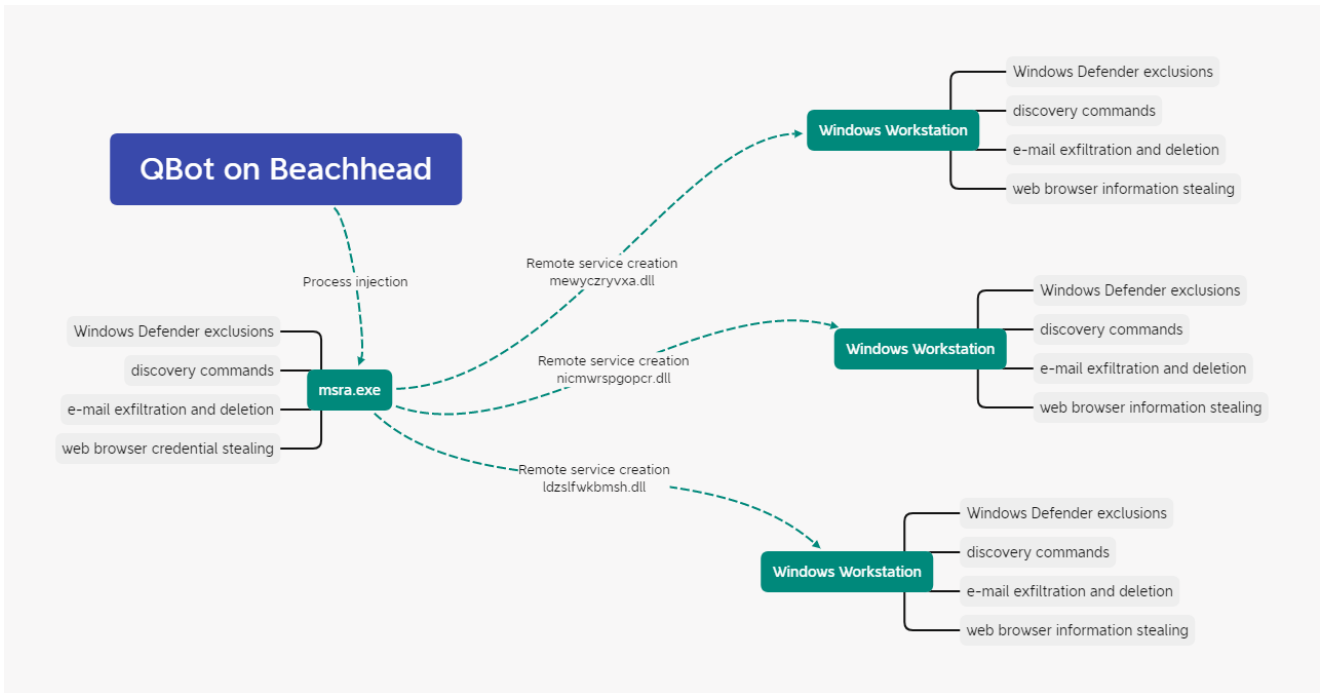 QBot on Beachhead
Process injection
Windows Defender exclusions
discovery commands
e-mail exfiltration and deletion
web browser credential stealing
msra.exe
Remote service creation
mewyczryvxa.dll
Windows Workstation
Windows Defender exclusions
discovery commands
e-mail exfiltration and deletion
web browser information stealing
Remote service creation
nicmwrspgopcr.dll
Windows Workstation
Windows Defender exclusions
discovery commands
e-mail exfiltration and deletion
web browser information stealing
Remote service creation
ldzslfwkbmsh.dll
Windows Workstation
Windows Defender exclusions
discovery commands
e-mail exfiltration and deletion
web browser information stealing